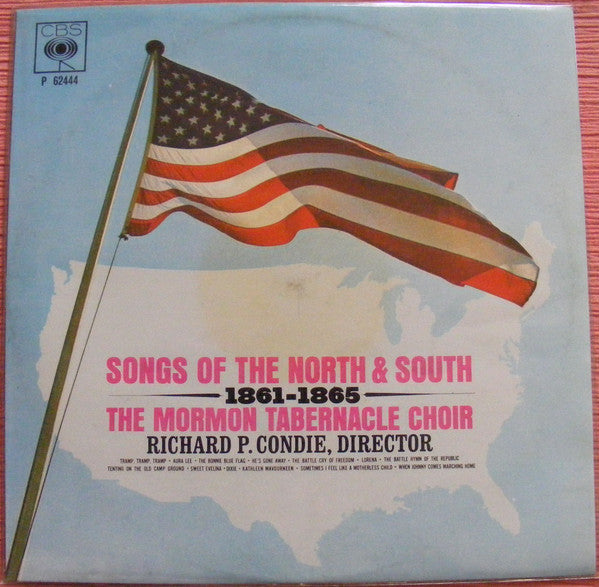 CBS
P 62444
SONGS OF THE NORTH & SOUTH
1861-1865
THE MORMON TABERNACLE CHOIR
RICHARD P. CONDIE, DIRECTOR
TRAMP, TRAMP, TRAMP • AURA LEE • THE BONNIE BLUE FLAG • HE'S GONE AWAY • THE BATTLE CRY OF FREEDOM • LORENA • THE BATTLE HYMN OF THE REPUBLIC
TENTING ON THE OLD CAMP GROUND • SWEET EVELINA • DIXIE • KATHLEEN MAVOURNEEN • SOMETIMES I FEEL LIKE A MOTHERLESS CHILD • WHEN JOHNNY COMES MARCHING HOME